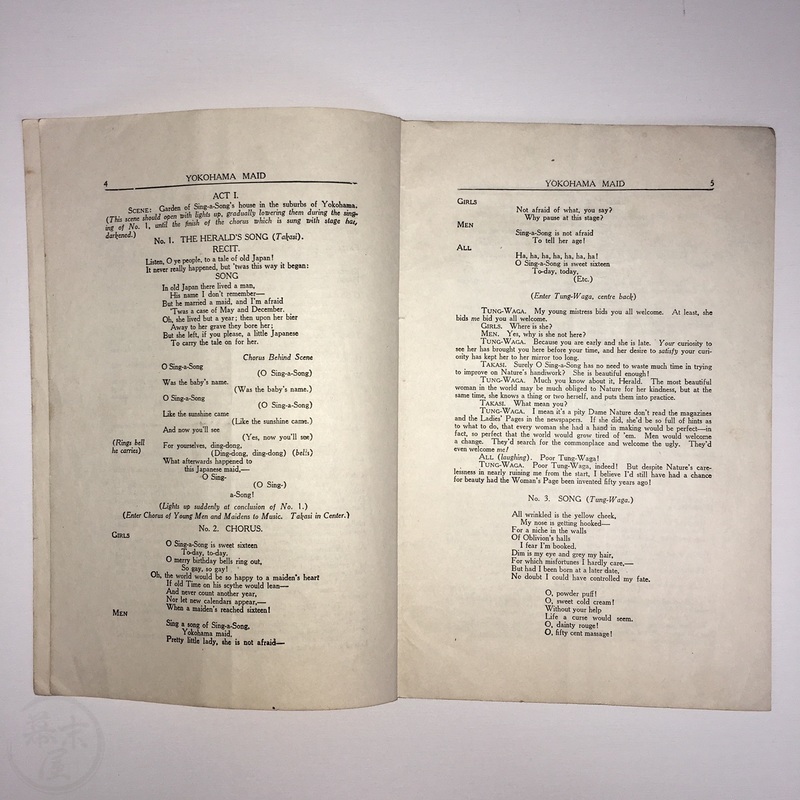 4
YOKOHAMA MAID
ACT I.
SCENE: Garden of Sing-a-Song's house in the suburbs of Yokohama.
(This scene should open with lights up, gradually lowering them during the sing-
ing of No. 1, until the finish of the chorus which is sung with stage has,
darkened.)
No. 1. THE HERALD'S SONG (Takasi).
RECIT.
Listen, O ye people, to a tale of old Japan!
It never really happened, but 'twas this way it began:
SONG
In old Japan there lived a man,
His name I don't remember—
But he married a maid, and I'm afraid
'Twas a case of May and December.
Oh, she lived but a year; then upon her bier
Away to her grave they bore her;
But she left, if you please, a little Japanese
To carry the tale on for her.
Chorus Behind Scene
O Sing-a-Song
(O Sing-a-Song)
Was the baby's name.
(Was the baby's name.)
O Sing-a-Song
(O Sing-a-Song)
Like the sunshine came
(Like the sunshine came.)
And now you'll see
(Yes, now you'll see)
(Rings bell
he carries)
For yourselves, ding-dong,
(Ding-dong, ding-dong) (bells)
What afterwards happened to
this Japanese maid,—
O Sing-
(O Sing-)
a-Song!
(Lights up suddenly at conclusion of No. 1.)
(Enter Chorus of Young Men and Maidens to Music. Takasi in Center.)
No. 2. CHORUS.
GIRLS
O Sing-a-Song is sweet sixteen
To-day, to-day,
O merry birthday bells ring out,
So gay, so gay!
Oh, the world would be so happy to a maiden's heart
If old Time on his scythe would lean—
And never count another year,
Nor let new calendars appear,—
When a maiden's reached sixteen!
MEN
Sing a song of Sing-a-Song,
Yokohama maid,
Pretty little lady, she is not afraid—
YOKOHAMA MAID
5
GIRLS
Not afraid of what, you say?
Why pause at this stage?
MEN
Sing-a-Song is not afraid
To tell her age!
ALL
Ha, ha, ha, ha, ha, ha, ha!
O Sing-a-Song is sweet sixteen
To-day, today,
(Etc.)
(Enter Tung-Waga, centre back)
TUNG-WAGA. My young mistress bids you all welcome. At least, she
bids me bid you all welcome.
GIRLS. Where is she?
MEN. Yes, why is she not here?
TUNG-WAGA. Because you are early and she is late. Your curiosity to
see her has brought you here before your time, and her desire to satisfy your curi-
osity has kept her to her mirror too long.
TAKASI. Surely O Sing-a-Song has no need to waste much time in trying
to improve on Nature's handiwork? She is beautiful enough!
TUNG-WAGA. Much you know about it, Herald. The most beautiful
woman in the world may be much obliged to Nature for her kindness, but at the
same time, she knows a thing or two herself, and puts them into practice.
TAKASI. What mean you?
TUNG-WAGA. I mean it's a pity Dame Nature don't read the magazines
and the Ladies' Pages in the newspapers. If she did, she'd be so full of hints as
to what to do, that every woman she had a hand in making would be perfect—in
fact, so perfect that the world would grow tired of 'em. Men would welcome
a change. They'd search for the commonplace and welcome the ugly. They'd
even welcome me!
ALL (laughing). Poor Tung-Waga!
TUNG-WAGA. Poor Tung-Waga, indeed! But despite Nature's care-
lessness in nearly ruining me from the start, I believe I'd still have had a chance
for beauty had the Woman's Page been invented fifty years ago!
No. 3. SONG (Tung-Waga.)
All wrinkled is the yellow cheek,
My nose is getting hooked—
For a niche in the walls
Of Oblivion's halls
I fear I'm booked.
Dim is my eye and grey my hair,
For which misfortunes I hardly care,—
But had I been born at a later date,
No doubt I could have controlled my fate.
O, powder puff!
O, sweet cold cream!
Without your help
Life a curse would seem.
O, dainty rouge!
O, fifty cent massage!
幕末屋